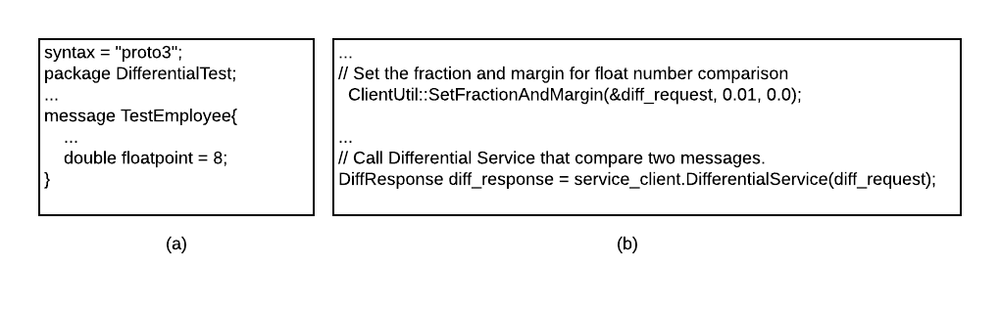 syntax = "proto3";
package DifferentialTest;
...
message TestEmployee{
...
double floatpoint = 8;
}
(a)
...
// Set the fraction and margin for float number comparison
ClientUtil::SetFractionAndMargin(&diff_request, 0.01, 0.0);
...
// Call Differential Service that compare two messages.
DiffResponse diff_response = service_client.DifferentialService(diff_request);
(b)